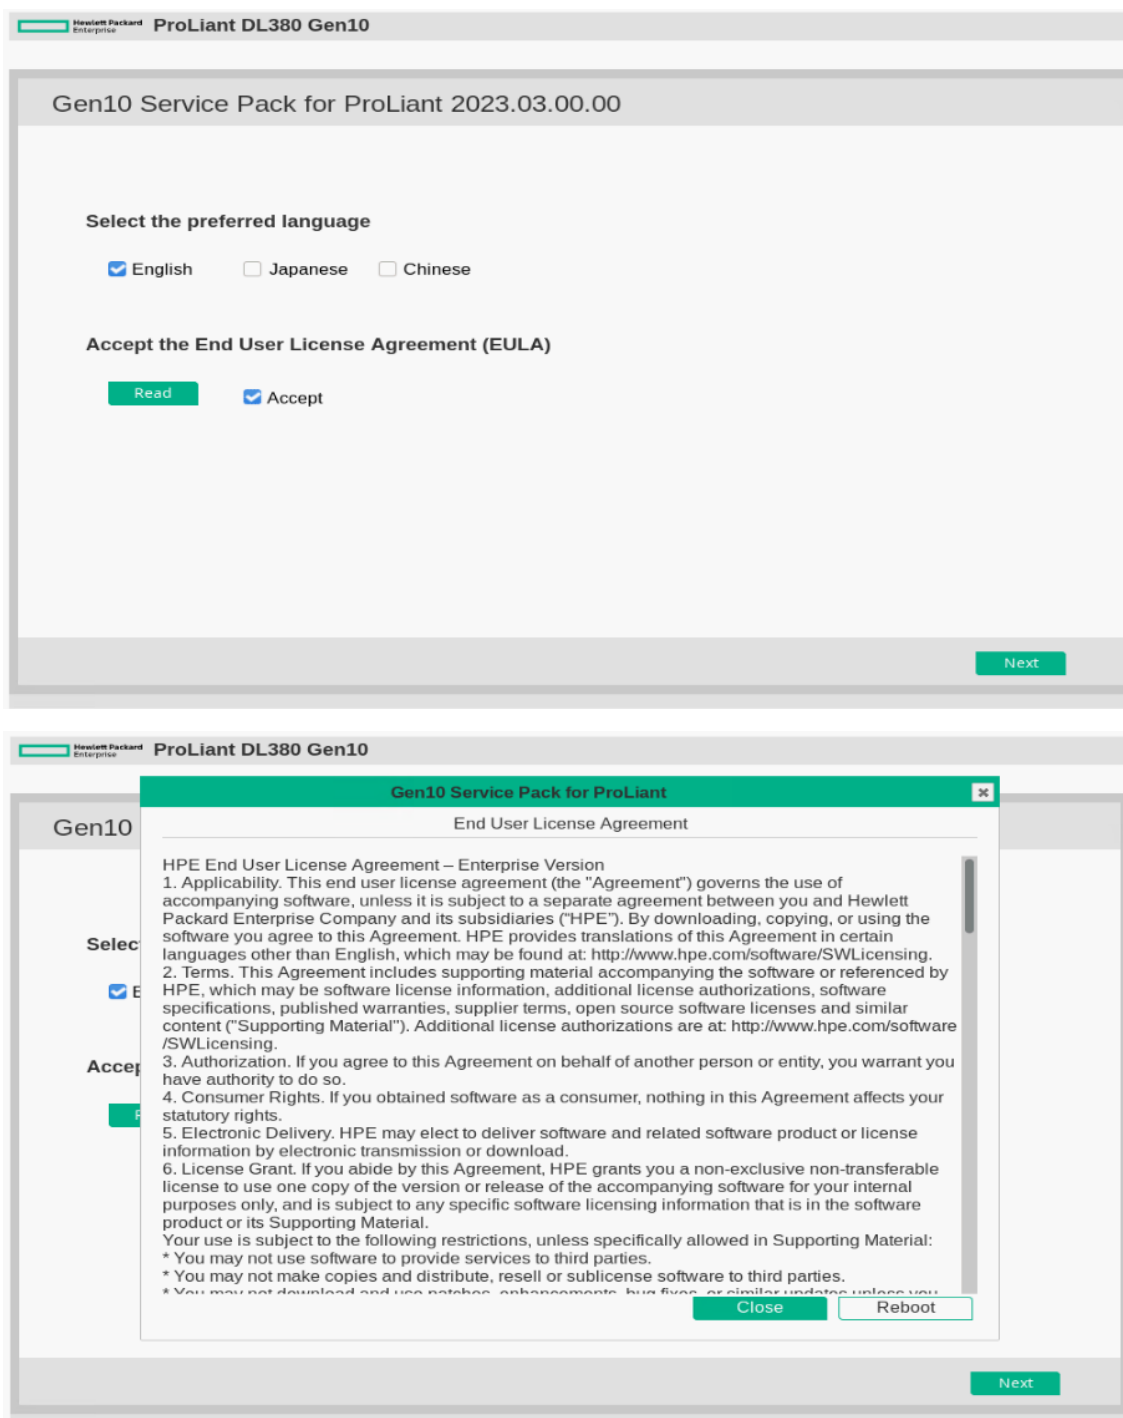 Hewlett Packard
Enterprise
ProLiant DL380 Gen10
Gen10 Service Pack for ProLiant 2023.03.00.00
Select the preferred language
English Japanese Chinese
Accept the End User License Agreement (EULA)
Read Accept
Next
Hewlett Packard
Enterprise
ProLiant DL380 Gen10
Gen10 Service Pack for ProLiant
Gen10
End User License Agreement
HPE End User License Agreement – Enterprise Version
1. Applicability. This end user license agreement (the "Agreement") governs the use of
accompanying software, unless it is subject to a separate agreement between you and Hewlett
Packard Enterprise Company and its subsidiaries ("HPE"). By downloading, copying, or using the
software you agree to this Agreement. HPE provides translations of this Agreement in certain
languages other than English, which may be found at: http://www.hpe.com/software/SWLicensing.
2. Terms. This Agreement includes supporting material accompanying the software or referenced by
HPE, which may be software license information, additional license authorizations, software
specifications, published warranties, supplier terms, open source software licenses and similar
content ("Supporting Material"). Additional license authorizations are at: http://www.hpe.com/software
/SWLicensing.
3. Authorization. If you agree to this Agreement on behalf of another person or entity, you warrant you
have authority to do so.
4. Consumer Rights. If you obtained software as a consumer, nothing in this Agreement affects your
statutory rights.
5. Electronic Delivery. HPE may elect to deliver software and related software product or license
information by electronic transmission or download.
6. License Grant. If you abide by this Agreement, HPE grants you a non-exclusive non-transferable
license to use one copy of the version or release of the accompanying software for your internal
purposes only, and is subject to any specific software licensing information that is in the software
product or its Supporting Material.
Your use is subject to the following restrictions, unless specifically allowed in Supporting Material:
* You may not use software to provide services to third parties.
* You may not make copies and distribute, resell or sublicense software to third parties.
* You may not download and use patches, enhancements, bug fixes, or similar updates unless you
Selec
E
Accep
Close Reboot
Next